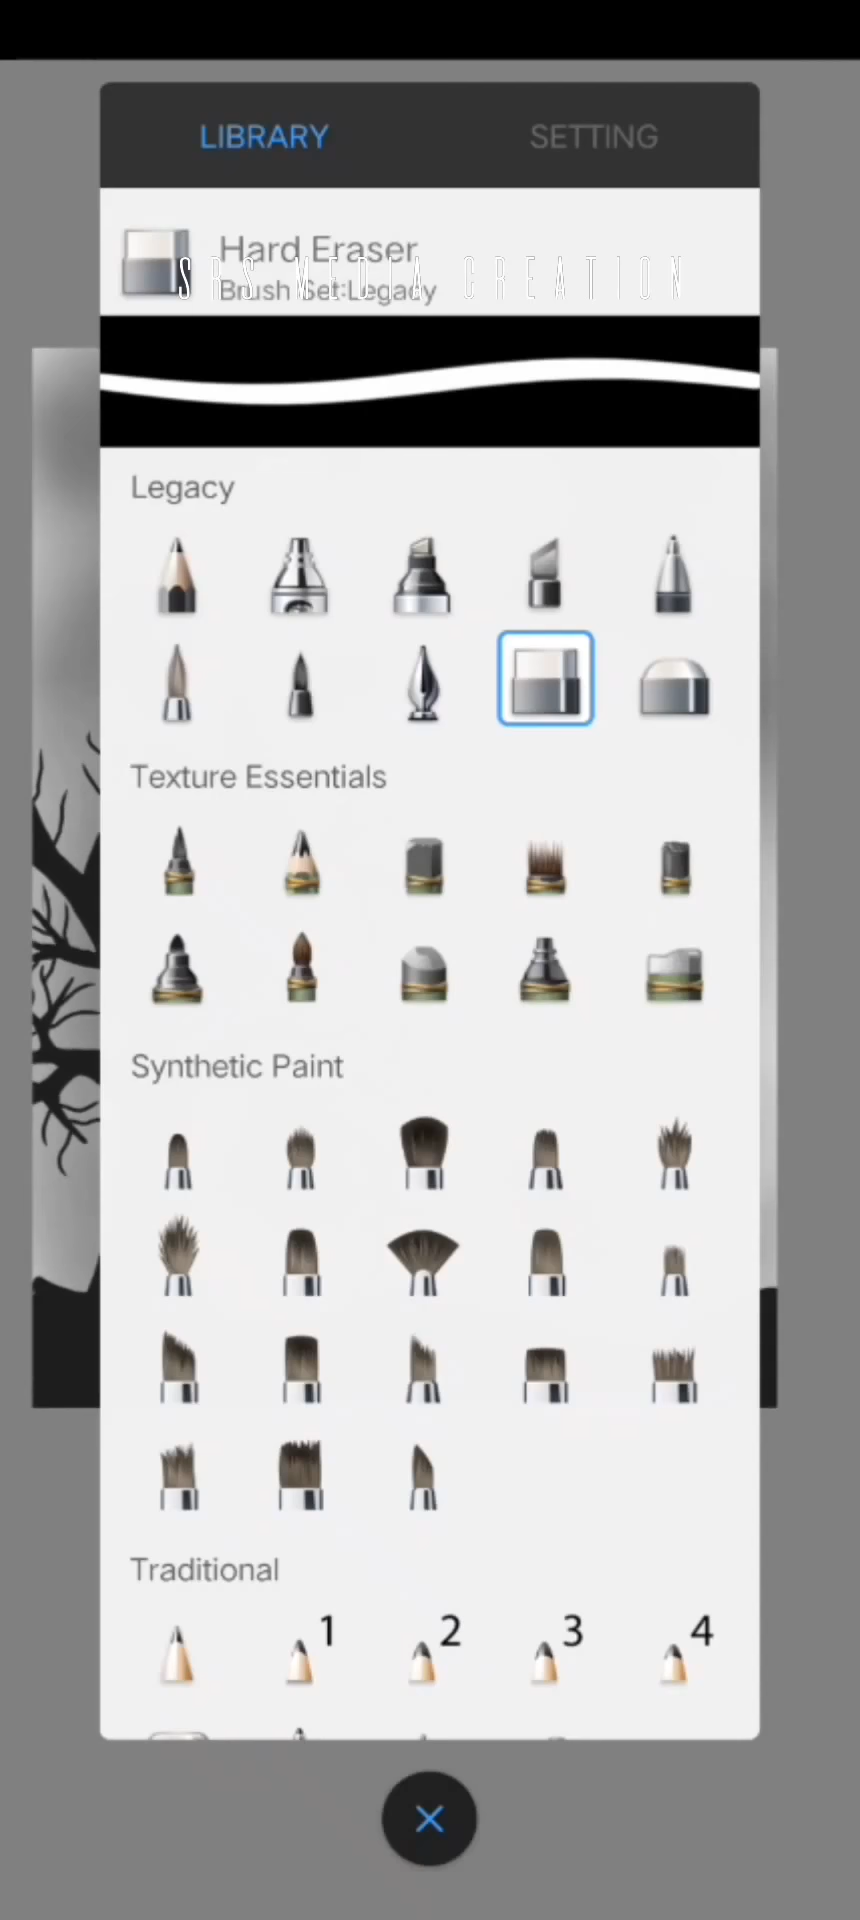 LIBRARY SETTING
Hard Eraser
SRS MEDIA CREATION
Brush Set:Legacy
Legacy
Texture Essentials
Synthetic Paint
Traditional
1 2 3 4